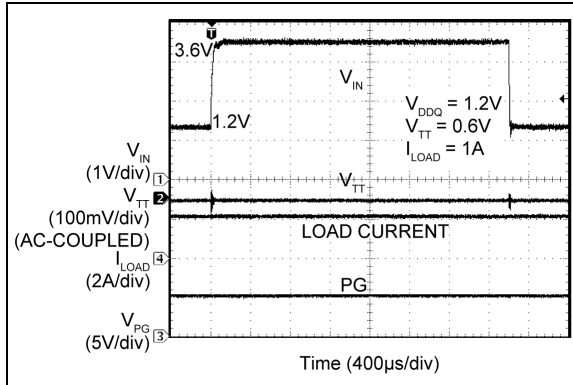 T
3.6V
V_IN
V_DDQ = 1.2V
1.2V
V_TT = 0.6V
I_LOAD = 1A
V_IN
(1V/div) 1
V_TT
V_TT 2
(100mV/div)
(AC-COUPLED)
LOAD CURRENT
I_LOAD 4
(2A/div)
PG
V_PG
(5V/div) 3
Time (400µs/div)